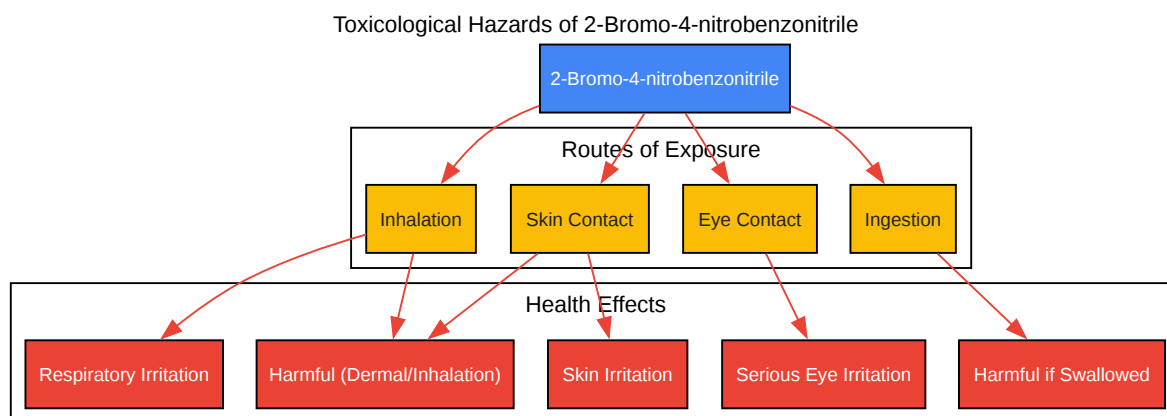 Toxicological Hazards of 2-Bromo-4-nitrobenzonitrile
2-Bromo-4-nitrobenzonitrile
Routes of Exposure
Inhalation
Skin Contact
Eye Contact
Ingestion
Health Effects
Respiratory Irritation
Harmful (Dermal/Inhalation)
Skin Irritation
Serious Eye Irritation
Harmful if Swallowed